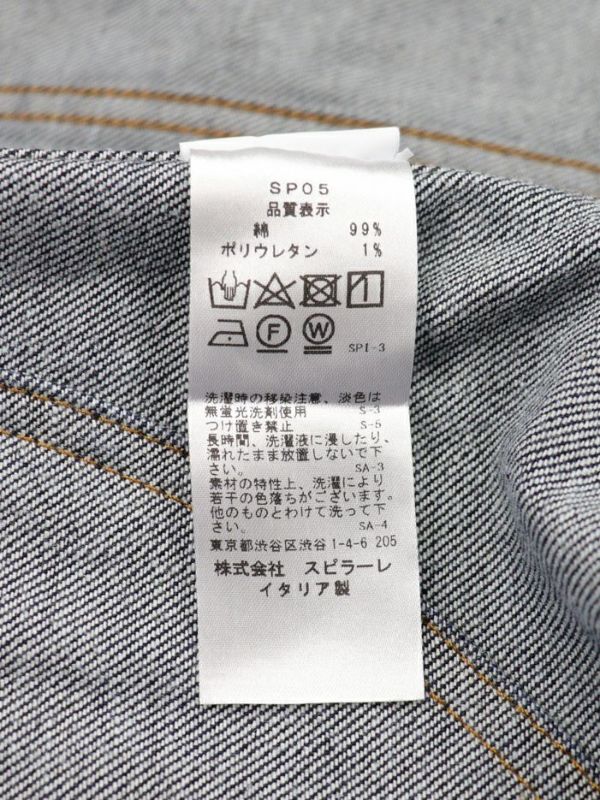 SP05
品質表示
綿 99%
ポリウレタン 1%
F W
SPI-3
洗濯時の移染注意、淡色は
無蛍光洗剤使用 S-3
つけ置き禁止 S-5
長時間、洗濯液に浸したり、
濡れたまま放置しないで下
さい。 SA-3
素材の特性上、洗濯により
若干の色落ちがございます。
他のものとわけて洗って下
さい。 SA-4
東京都渋谷区渋谷1-4-6 205
株式会社 スピラーレ
イタリア製